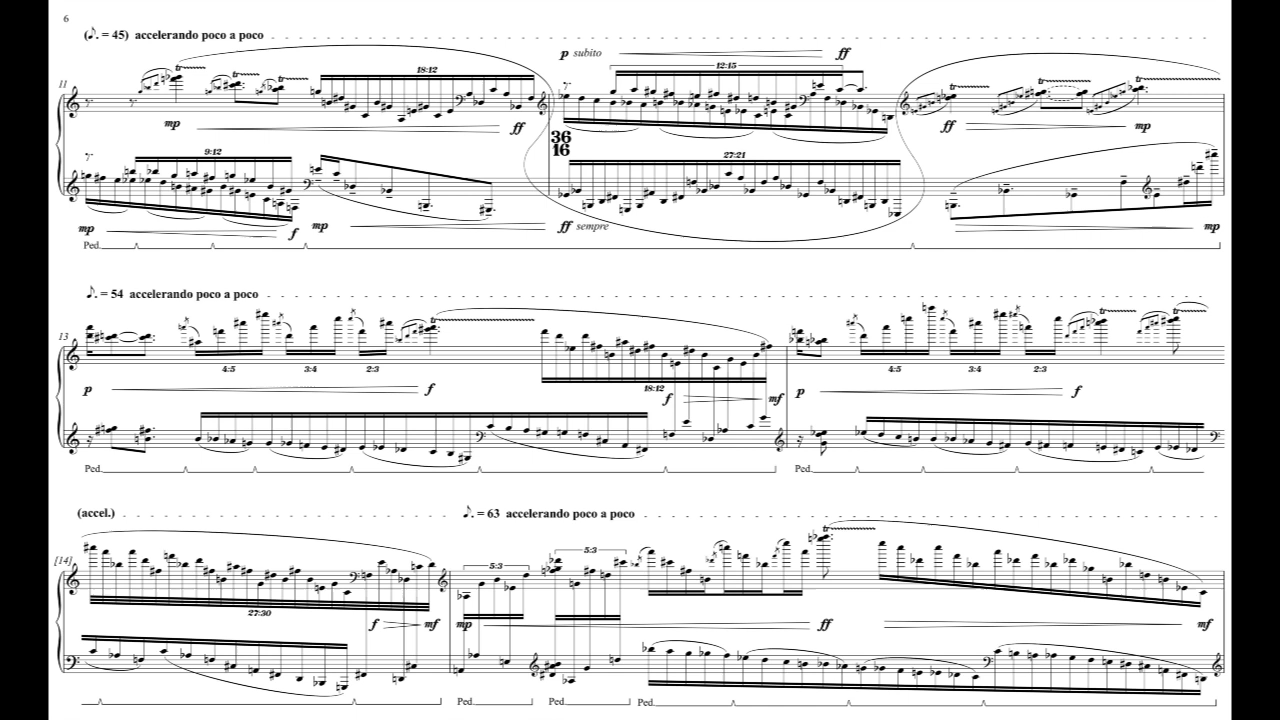 6
(♪. = 45) accelerando poco a poco
p subito ff
11
18:12
12:15
mp ff ff mp
36
16
9:12
27:21
mp f mp ff sempre mp
Ped.
♪. = 54 accelerando poco a poco
13
4:5 3:4 2:3 4:5 3:4 2:3
18:12
p f f mf p f
Ped. Ped.
(accel.) ♪. = 63 accelerando poco a poco
[14]
5:3 5:3
27:30
f mf mp ff mf
Ped. Ped. Ped.